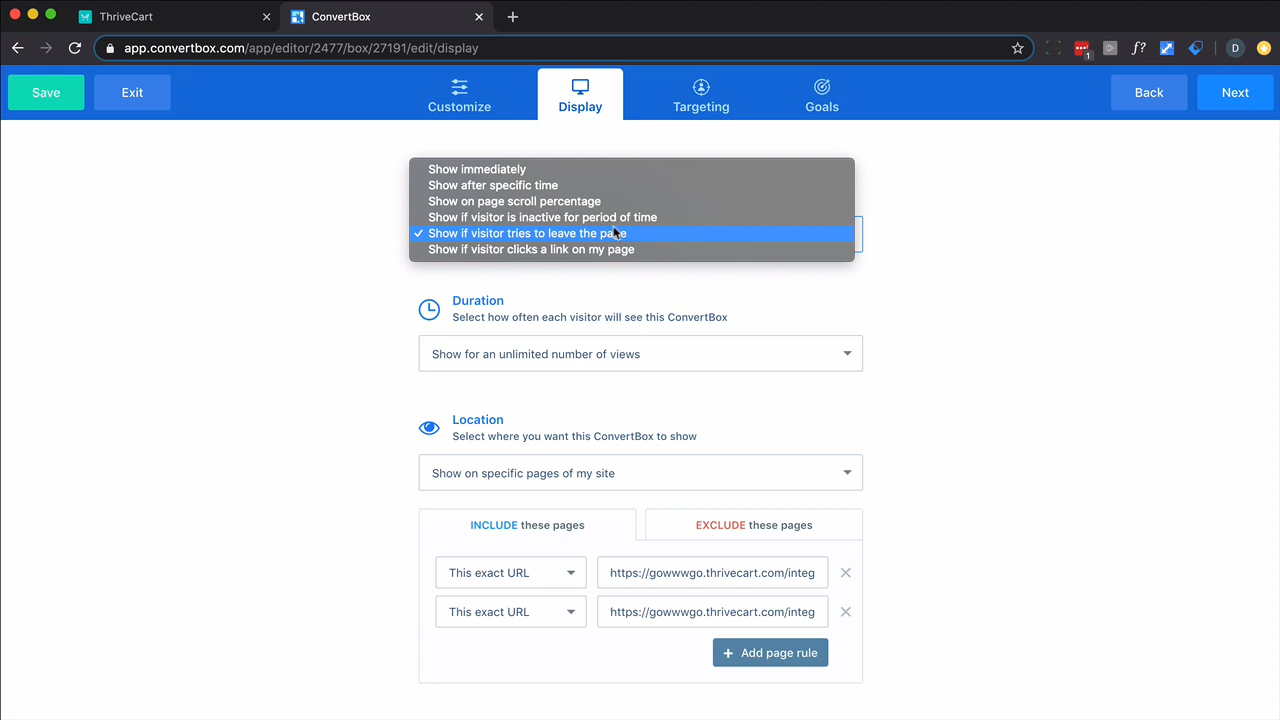 ThriveCart
ConvertBox
app.convertbox.com/app/editor/2477/box/27191/edit/display
1
f?
D
Save
Exit
Customize
Display
Targeting
Goals
Back
Next
Show immediately
Show after specific time
Show on page scroll percentage
Show if visitor is inactive for period of time
✓ Show if visitor tries to leave the page
Show if visitor clicks a link on my page
Duration
Select how often each visitor will see this ConvertBox
Show for an unlimited number of views
Location
Select where you want this ConvertBox to show
Show on specific pages of my site
INCLUDE these pages
EXCLUDE these pages
This exact URL
https://gowwwgo.thrivecart.com/integ
This exact URL
https://gowwwgo.thrivecart.com/integ
+ Add page rule